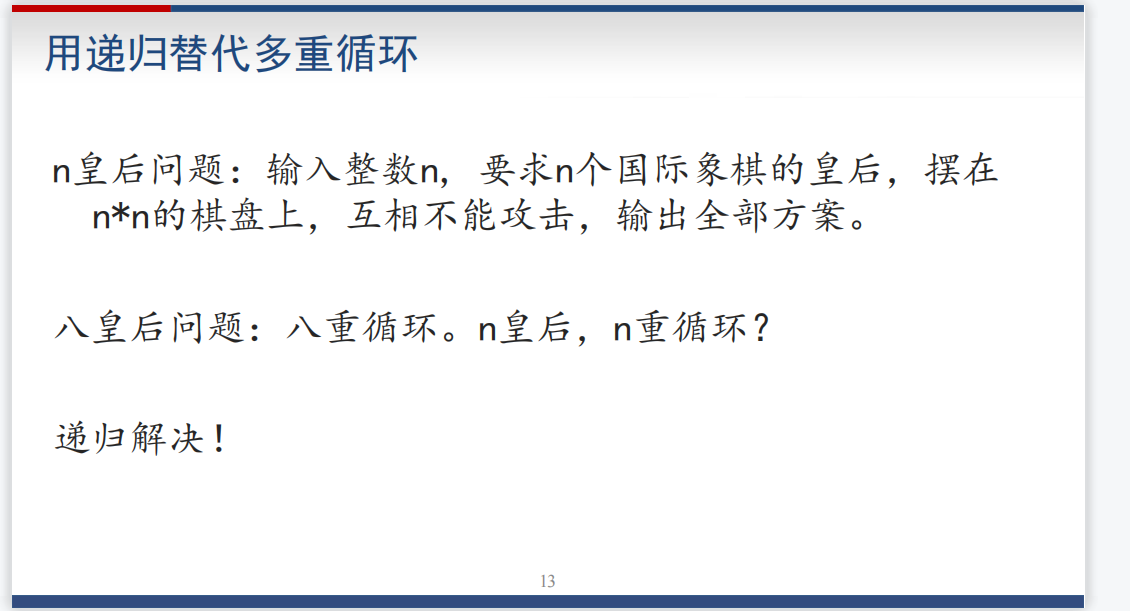 用递归替代多重循环
n皇后问题：输入整数n, 要求n个国际象棋的皇后，摆在
n*n的棋盘上，互相不能攻击，输出全部方案。
八皇后问题：八重循环。n皇后，n重循环？
递归解决！
13